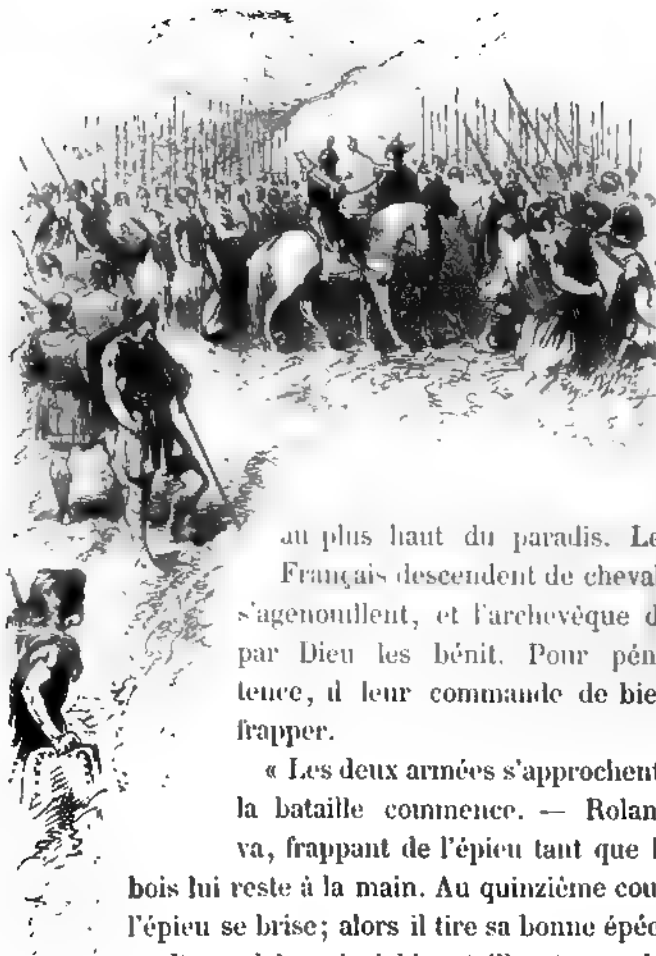 au plus haut du paradis. Le
Français descendent de cheval
s'agenouillent, et l'archevêque d
par Dieu les bénit. Pour péni
tence, il leur commande de bie
frapper.
« Les deux armées s'approchent
la bataille commence. — Rolan
va, frappant de l'épieu tant que l
bois lui reste à la main. Au quinzième cou
l'épieu se brise; alors il tire sa bonne épée